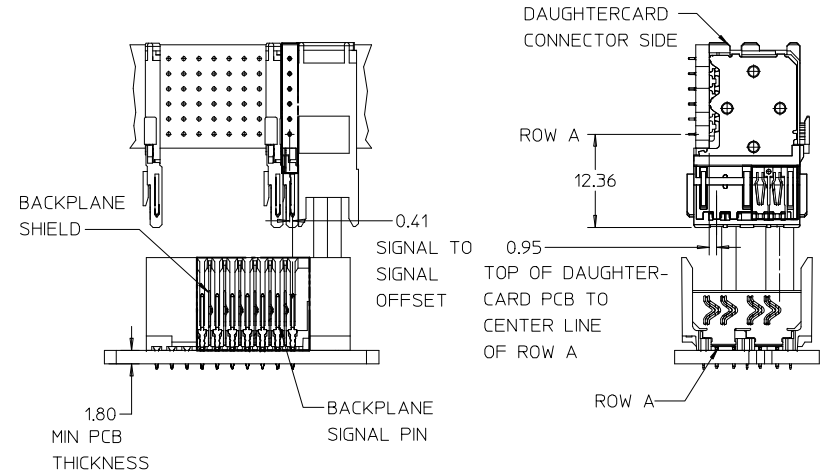 DAUGHTERCARD
CONNECTOR SIDE
ROW A
12.36
BACKPLANE
SHIELD
0.41
SIGNAL TO
SIGNAL
OFFSET
0.95
TOP OF DAUGHTER-
CARD PCB TO
CENTER LINE
OF ROW A
ROW A
1.80
MIN PCB
THICKNESS
BACKPLANE
SIGNAL PIN